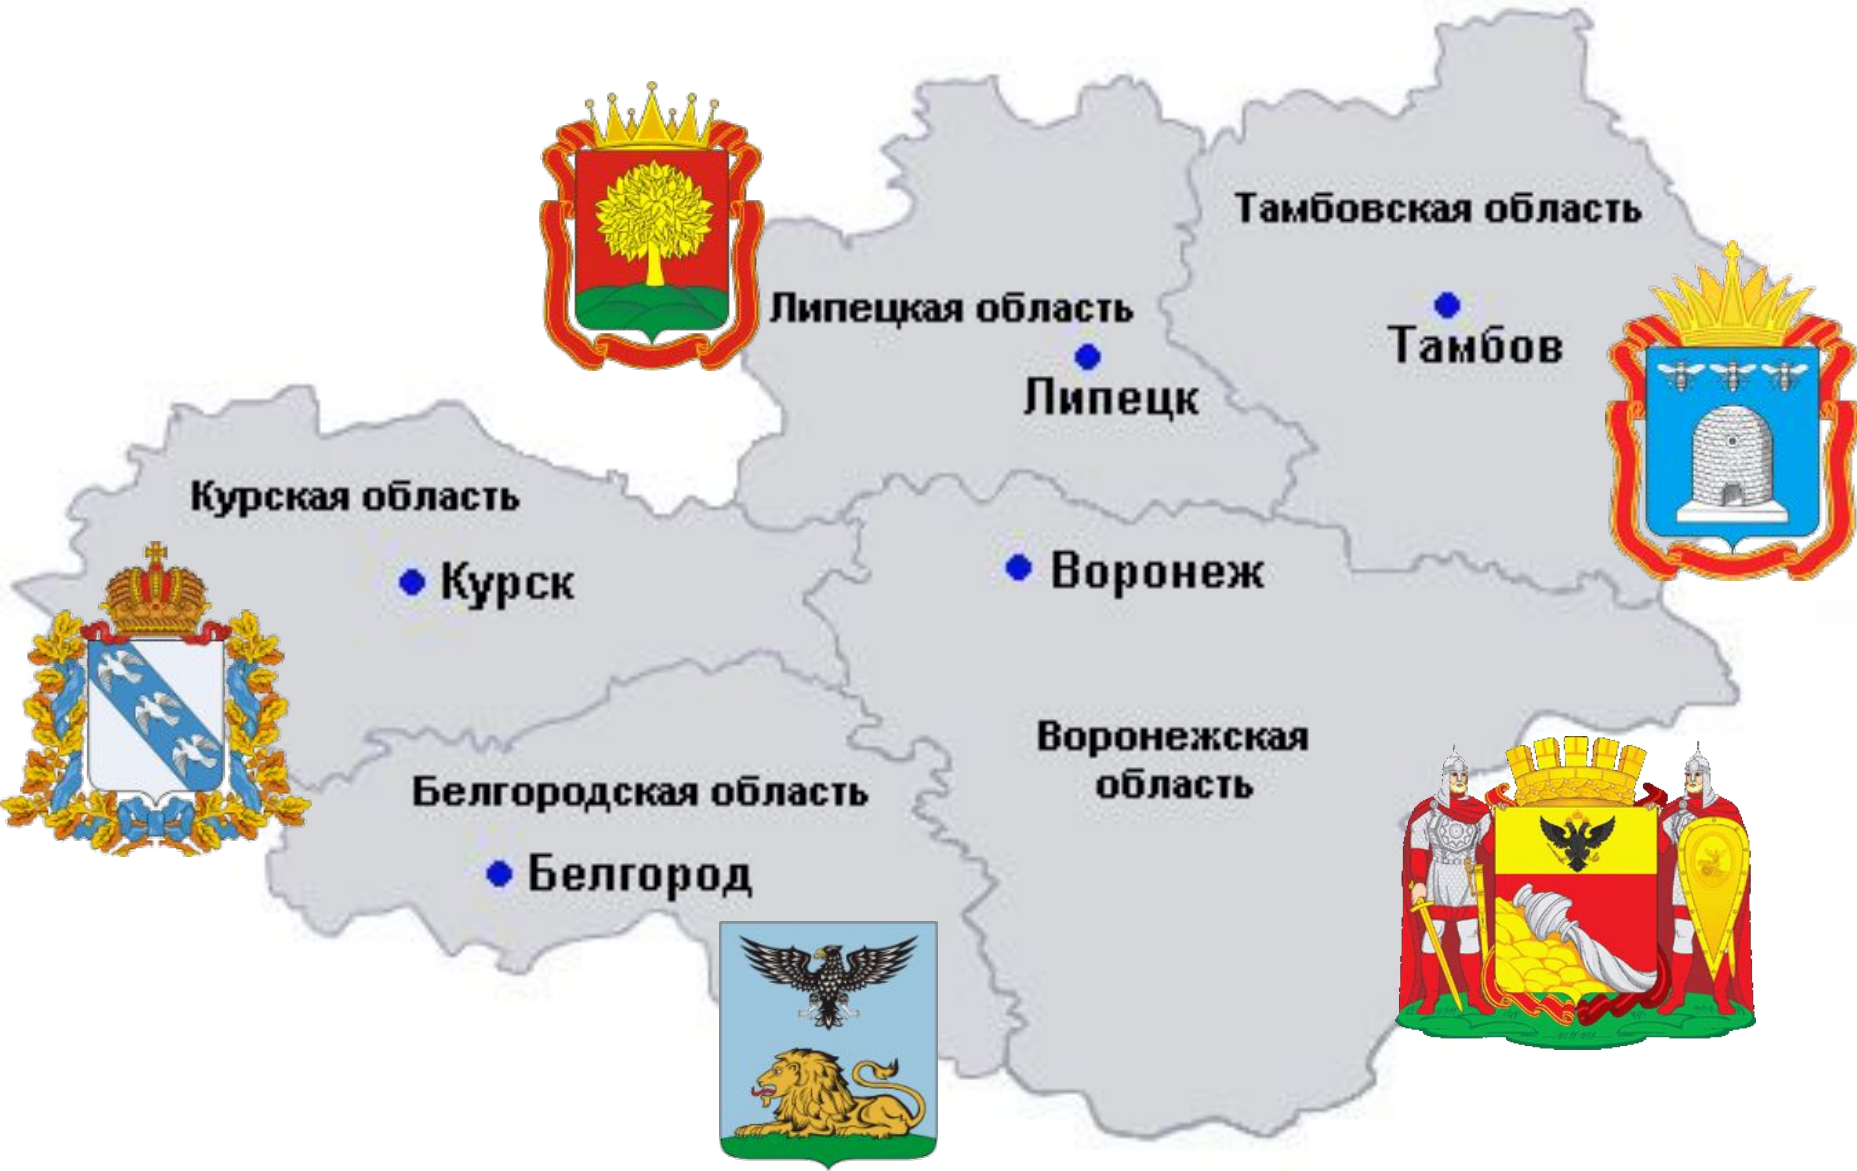 Тамбовская область
Тамбов
Липецкая область
Липецк
Курская область
Курск
Воронеж
Воронежская
область
Белгородская область
Белгород